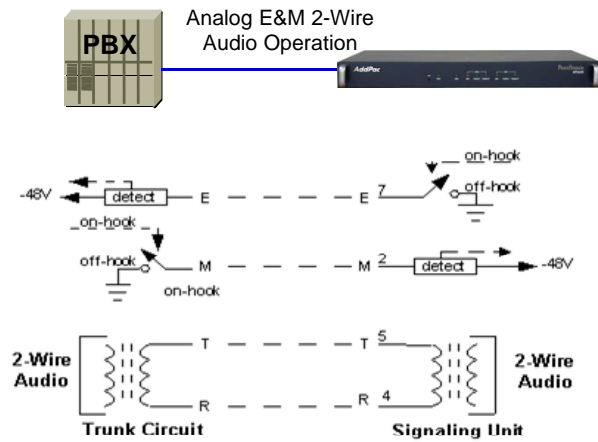 Analog E&M 2-Wire
Audio Operation
PBX
AddPac
on-hook
E 7
off-hook
-48V
detect
E
on-hook
off-hook
M
on-hook
M 2
detect
-48V
T
T 5
2-Wire
Audio
2-Wire
Audio
R
R 4
Trunk Circuit
Signaling Unit